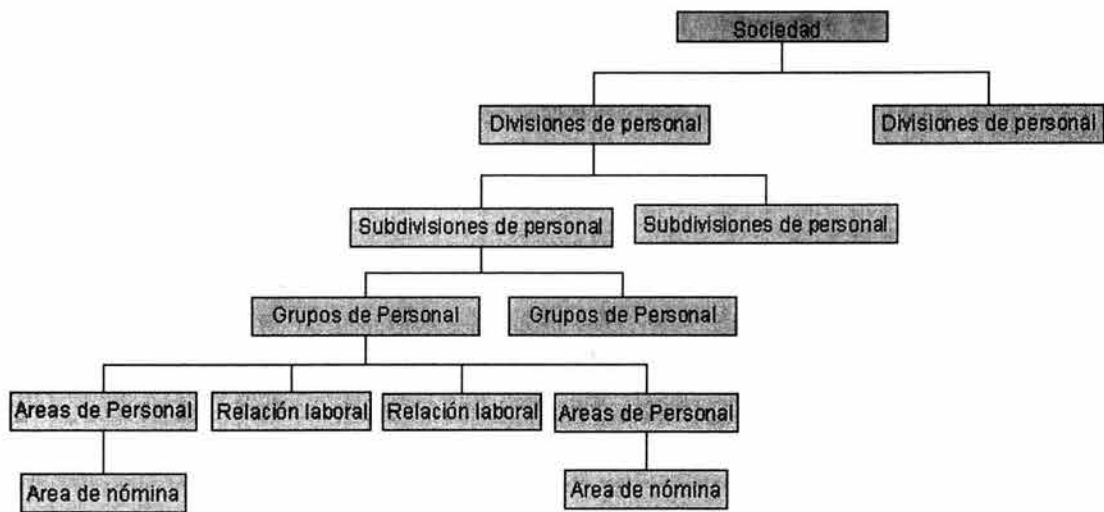 Sociedad
Divisiones de personal
Divisiones de personal
Subdivisiones de personal
Subdivisiones de personal
Grupos de Personal
Grupos de Personal
Areas de Personal
Relación laboral
Relación laboral
Areas de Personal
Area de nómina
Area de nómina